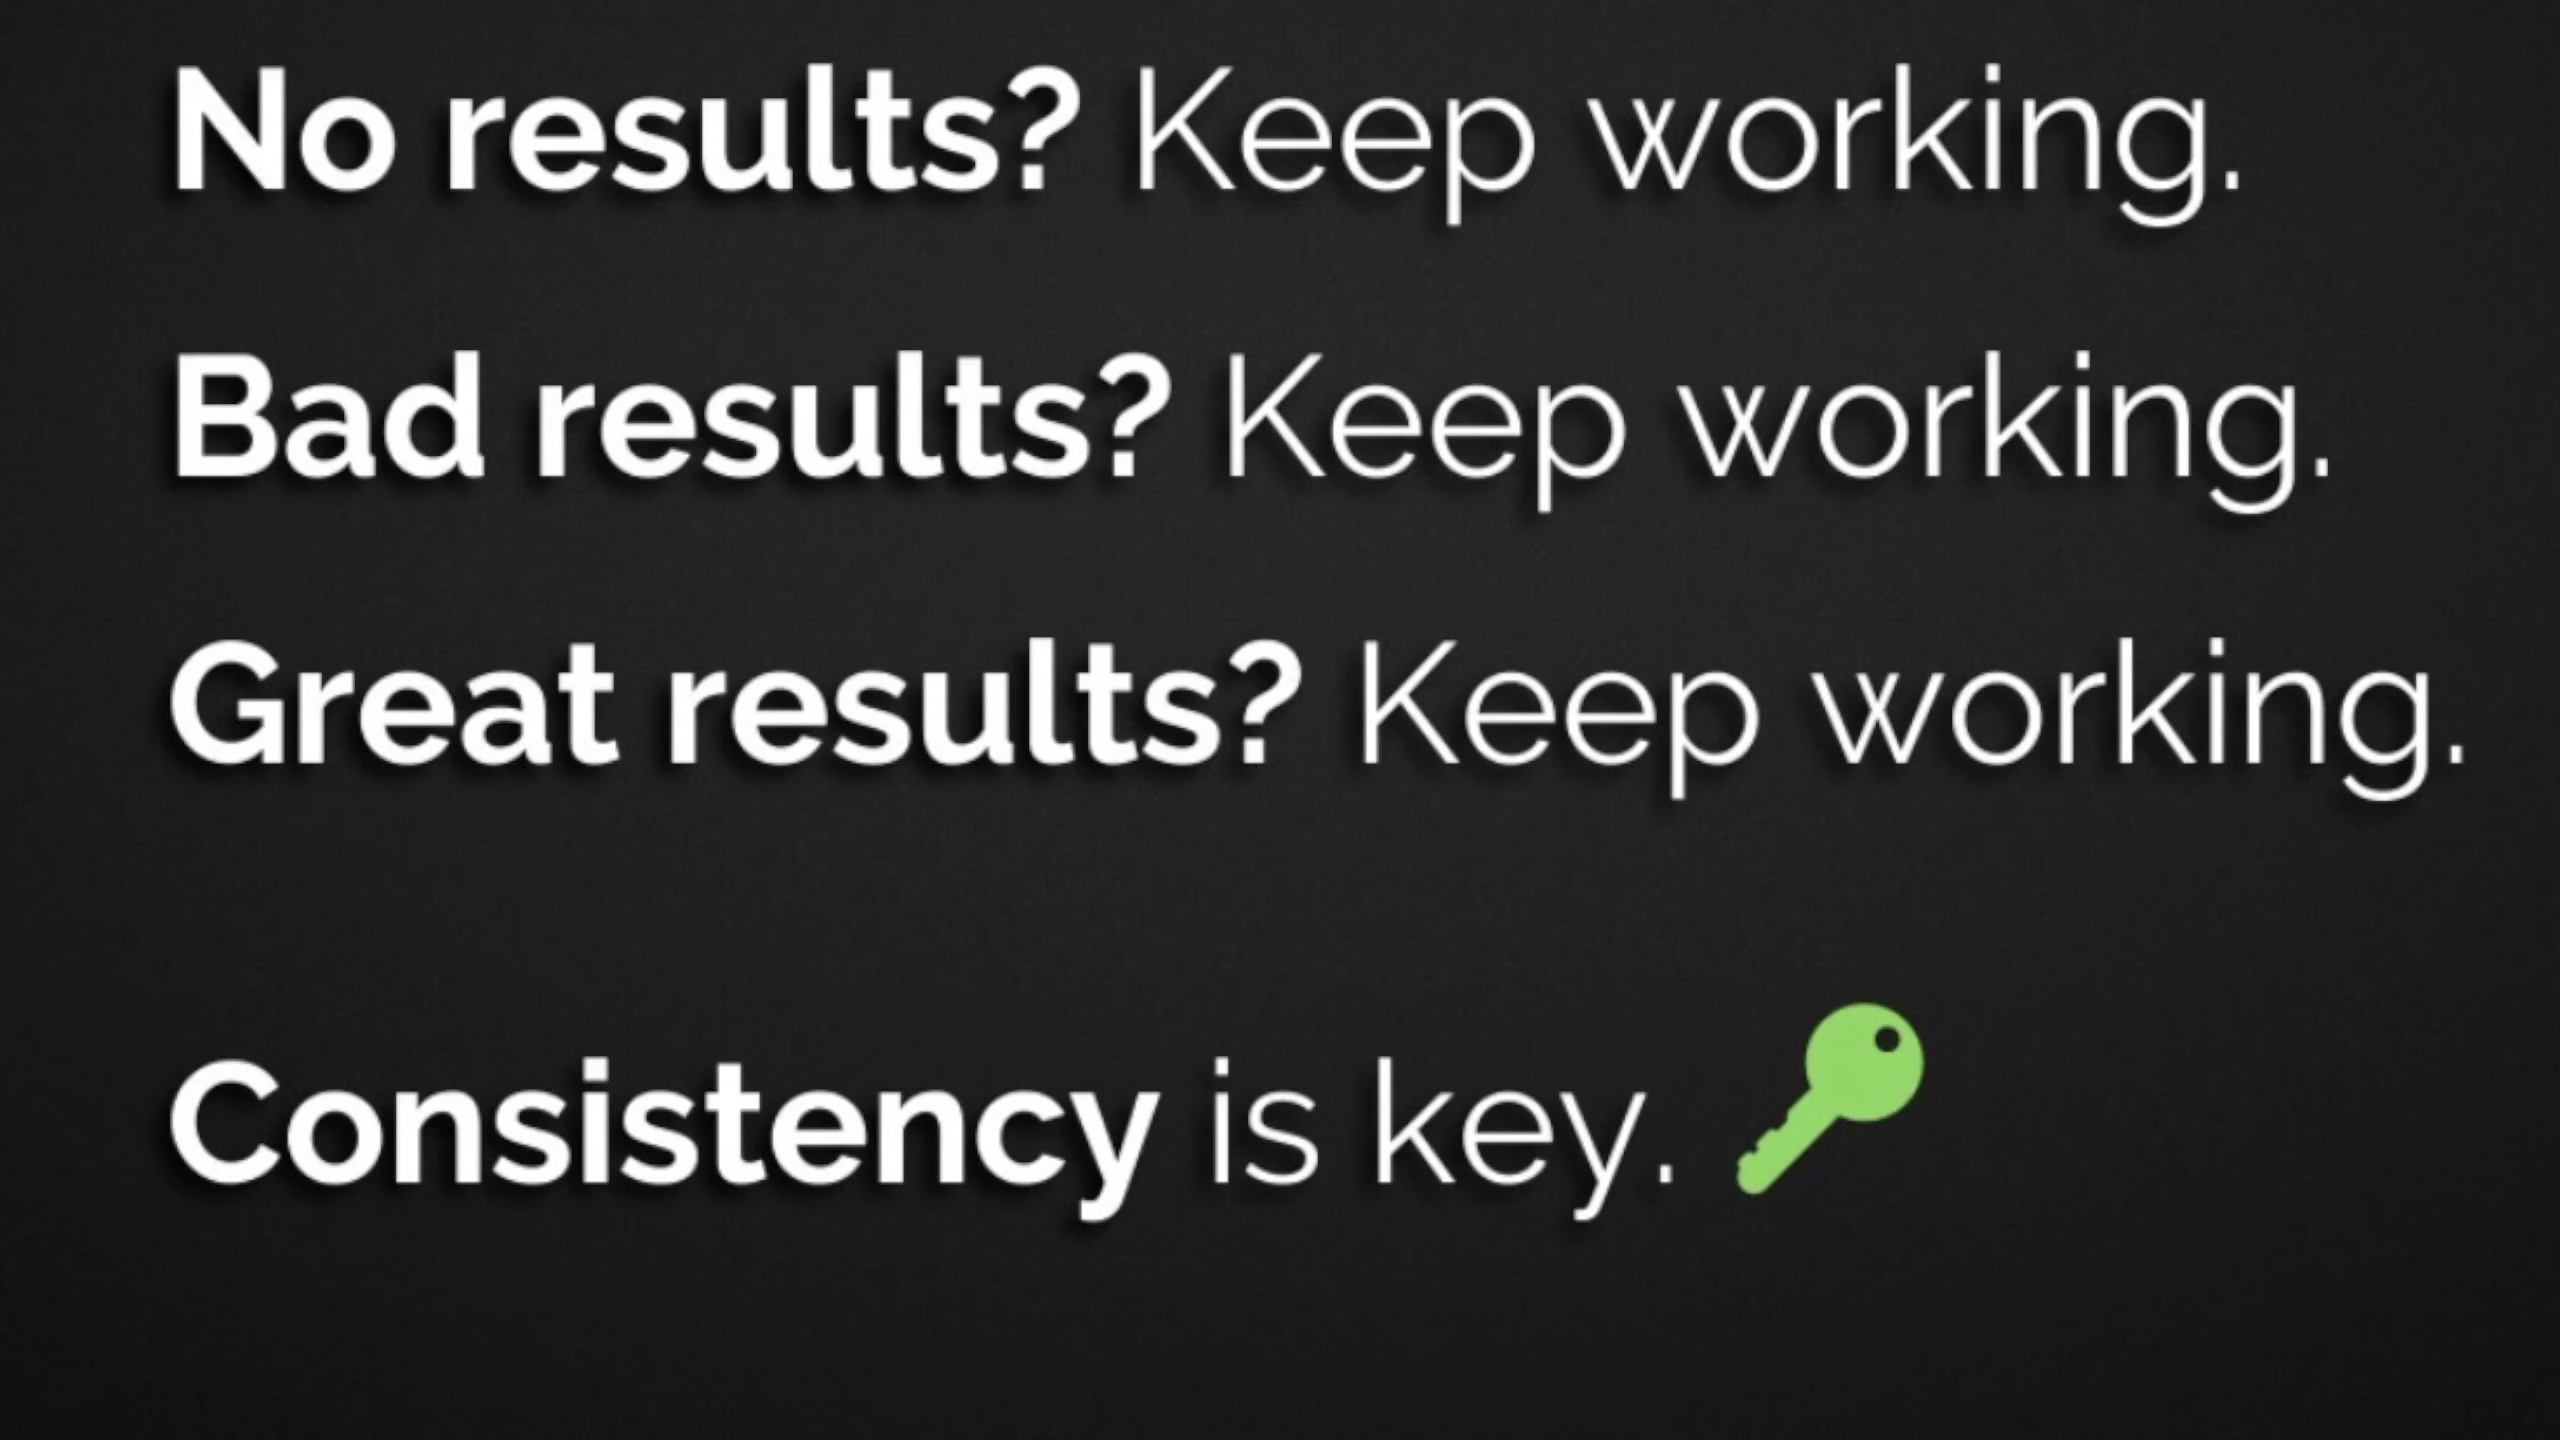 No results? Keep working.
Bad results? Keep working.
Great results? Keep working.
Consistency is key.